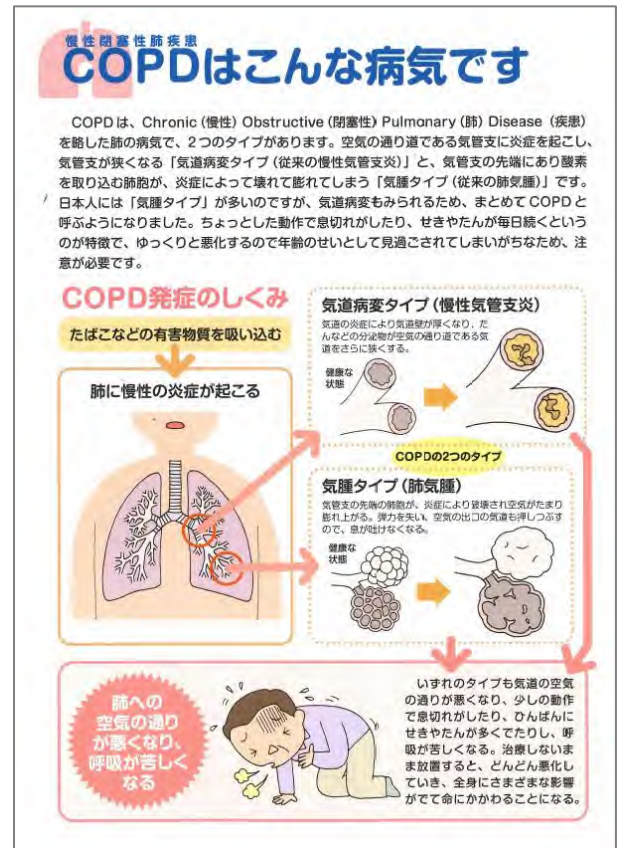 慢性閉塞性肺疾患
COPDはこんな病気です
COPDは、Chronic（慢性）Obstructive（閉塞性）Pulmonary（肺）Disease（疾患）
を略した肺の病気で、2つのタイプがあります。空気の通り道である気管支に炎症を起こし、
気管支が狭くなる「気道病変タイプ（従来の慢性気管支炎）」と、気管支の先端にあり酸素
を取り込む肺胞が、炎症によって壊れて膨れてしまう「気腫タイプ（従来の肺気腫）」です。
日本人には「気腫タイプ」が多いのですが、気道病変もみられるため、まとめてCOPDと
呼ぶようになりました。ちょっとした動作で息切れがしたり、せきやたんが毎日続くという
のが特徴で、ゆっくりと悪化するので年齢のせいとして見過ごされてしまいがちなため、注
意が必要です。
COPD発症のしくみ
たばこなどの有害物質を吸い込む
肺に慢性の炎症が起こる
気道病変タイプ（慢性気管支炎）
気道の炎症により気道壁が厚くなり、た
んなどの分泌物が空気の通り道である気
道をさらに狭くする。
健康な
状態
COPDの2つのタイプ
気腫タイプ（肺気腫）
気管支の先端の肺胞が、炎症により破壊され空気がたまり
膨れ上がる。弾力を失い、空気の出口の気道も押しつぶす
ので、息が吐けなくなる。
健康な
状態
肺への
空気の通り
が悪くなり、
呼吸が苦しく
なる
いずれのタイプも気道の空気
の通りが悪くなり、少しの動作
で息切れがしたり、ひんぱんに
せきやたんが多くでたりし、呼
吸が苦しくなる。治療しないま
ま放置すると、どんどん悪化し
ていき、全身にさまざまな影響
がでて命にかかわることになる。